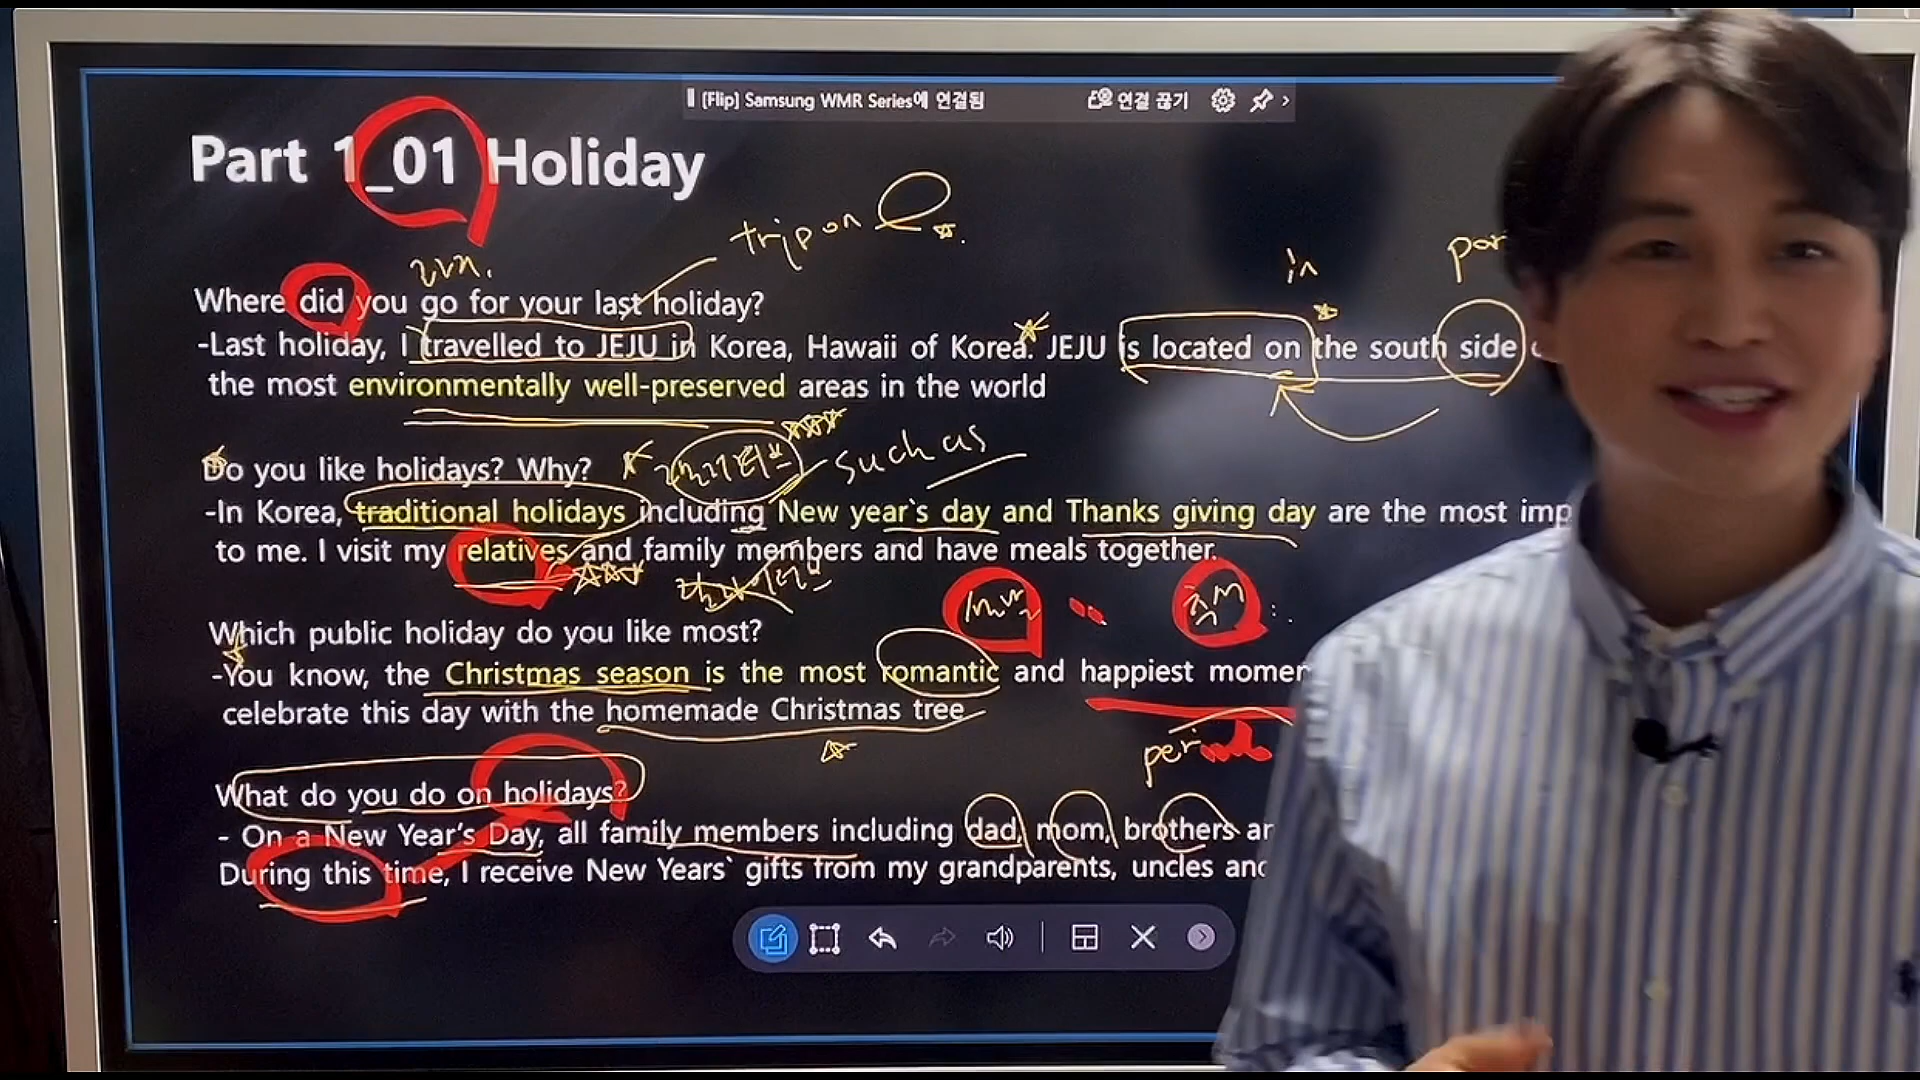 [Flip] Samsung WMR Series에 연결됨 연결 끊기
Part 1_01 Holiday
trip on
in
Where did you go for your last holiday?
-Last holiday, I travelled to JEJU in Korea, Hawaii of Korea. JEJU is located on the south side
the most environmentally well-preserved areas in the world
such as
Do you like holidays? Why?
-In Korea, traditional holidays including New year`s day and Thanks giving day are the most
to me. I visit my relatives and family members and have meals together.
Which public holiday do you like most?
-You know, the Christmas season is the most romantic and happiest
celebrate this day with the homemade Christmas tree
What do you do on holidays?
- On a New Year's Day, all family members including dad, mom, brothers
During this time, I receive New Years` gifts from my grandparents, uncles